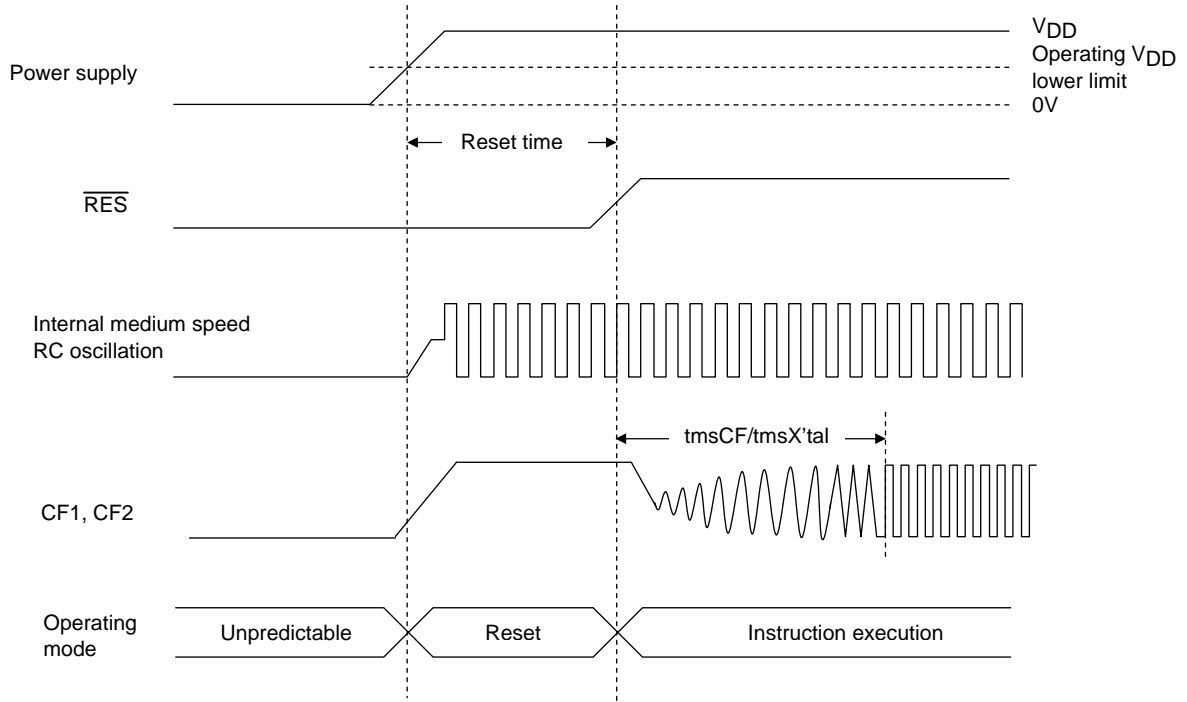 VDD
Operating VDD
lower limit
0V
Power supply
Reset time
RES
Internal medium speed
RC oscillation
tmsCF/tmsX'tal
CF1, CF2
Operating
mode
Unpredictable
Reset
Instruction execution